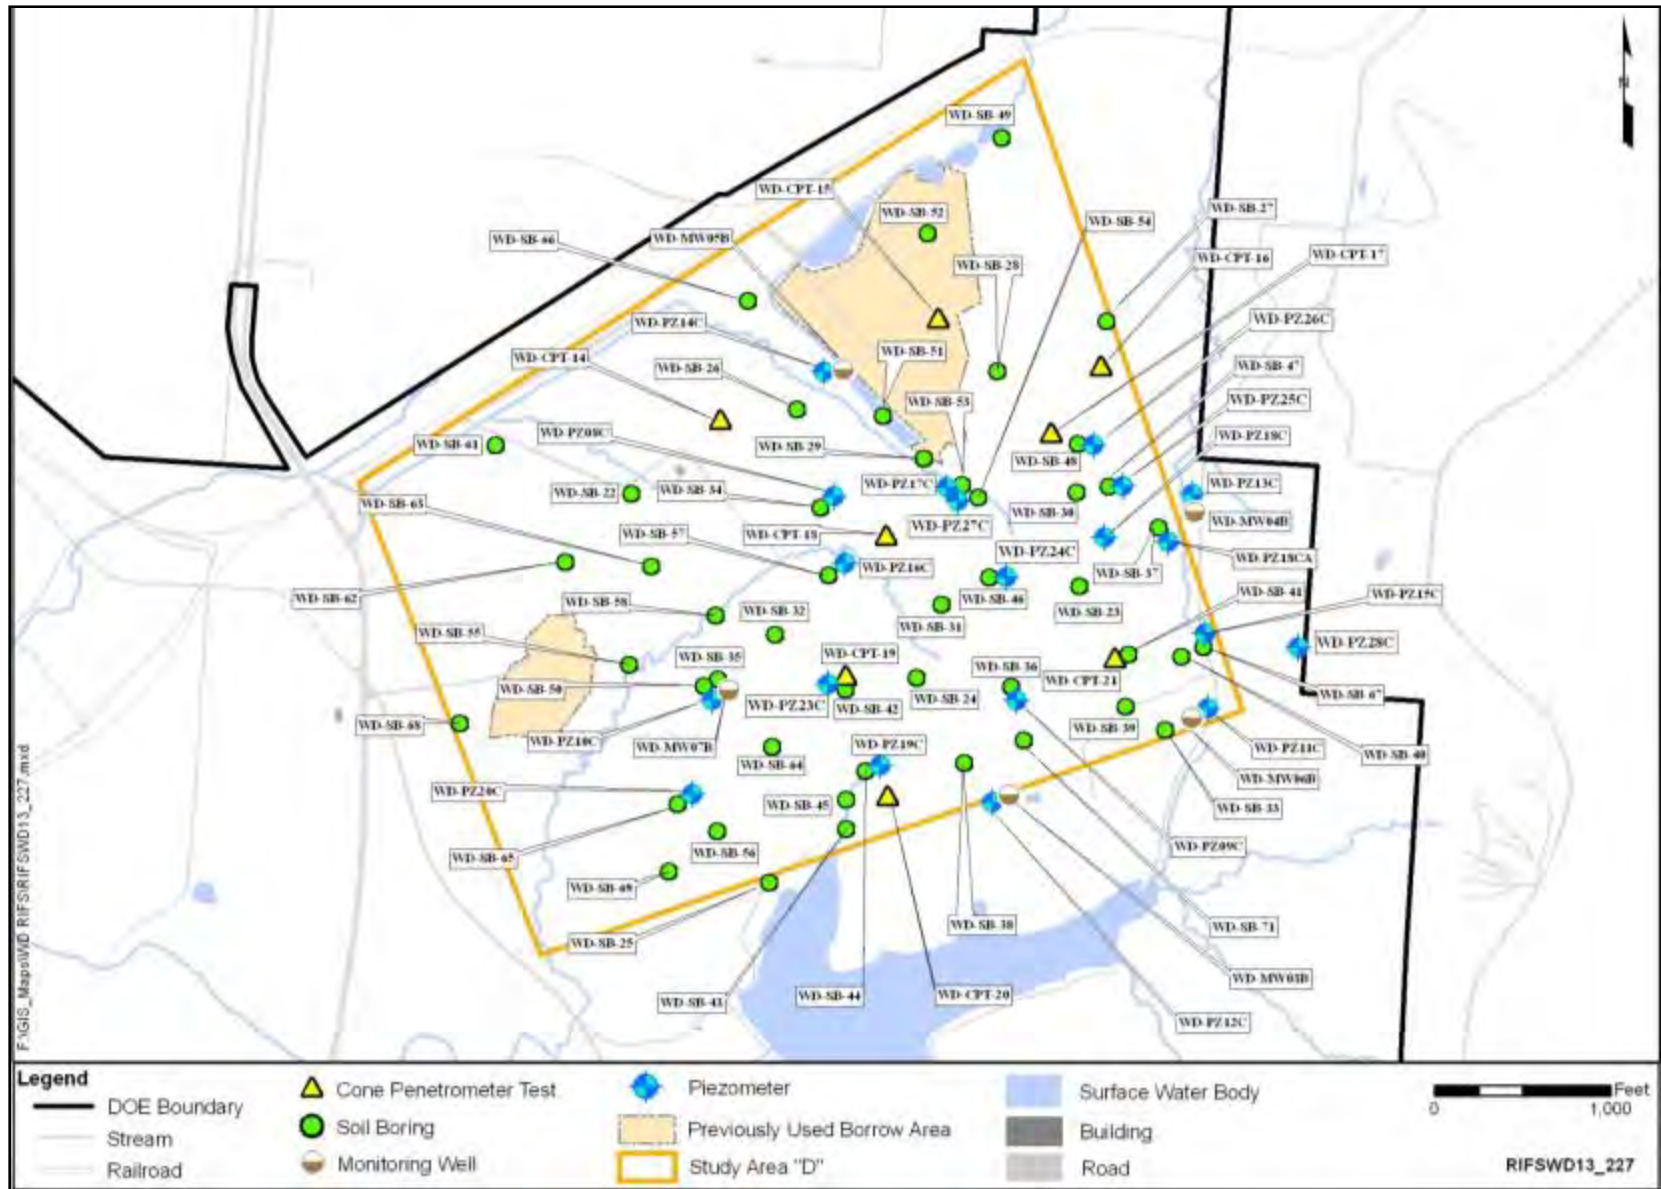 WD-SB-49
N
WD-CPT-15
WD-SB-52
WD-SB-54
WD-SB-27
WD-SB-66
WD-MW05B
WD-SB-28
WD-CPT-16
WD-CPT-17
WD-PZ14C
WD-PZ26C
WD-CPT-14
WD-SB-26
WD-SB-51
WD-SB-47
WD-SB-53
WD-PZ25C
WD-SB-61
WD-PZ08C
WD-SB-29
WD-SB-48
WD-PZ18C
WD-SB-63
WD-SB-22
WD-SB-34
WD-PZ17C
WD-SB-30
WD-PZ13C
WD-SB-57
WD-CPT-18
WD-PZ27C
WD-MW04B
WD-PZ16C
WD-PZ24C
WD-SB-37
WD-PZ18CA
WD-SB-62
WD-SB-58
WD-SB-32
WD-SB-46
WD-SB-31
WD-SB-23
WD-SB-41
WD-PZ15C
WD-SB-55
WD-SB-35
WD-CPT-19
WD-SB-36
WD-CPT-21
WD-PZ28C
WD-SB-50
WD-PZ23C
WD-SB-42
WD-SB-24
WD-SB-67
WD-SB-68
WD-PZ10C
WD-MW07B
WD-PZ19C
WD-SB-39
WD-PZ11C
WD-SB-40
WD-SB-64
WD-MW06B
WD-PZ20C
WD-SB-45
WD-SB-33
WD-SB-65
WD-SB-56
WD-PZ09C
WD-SB-69
WD-SB-25
WD-SB-38
WD-SB-71
WD-SB-43
WD-SB-44
WD-CPT-20
WD-MW03B
WD-PZ12C
F:\GIS_Maps\WD RIFS\RIFSWD13_227.mxd
Legend
DOE Boundary
Stream
Railroad
Cone Penetrometer Test
Soil Boring
Monitoring Well
Piezometer
Previously Used Borrow Area
Study Area "D"
Surface Water Body
Building
Road
Feet
0 1,000
RIFSWD13_227